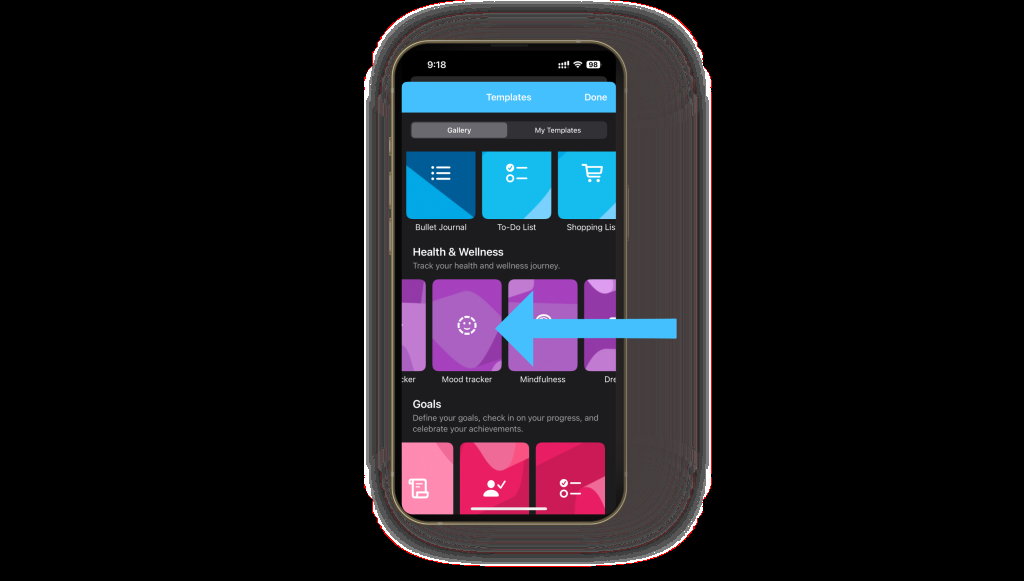 9:18
98
Templates
Done
Gallery
My Templates
Bullet Journal
To-Do List
Shopping Lis
Health & Wellness
Track your health and wellness journey.
cker
Mood tracker
Mindfulness
Dre
Goals
Define your goals, check in on your progress, and
celebrate your achievements.